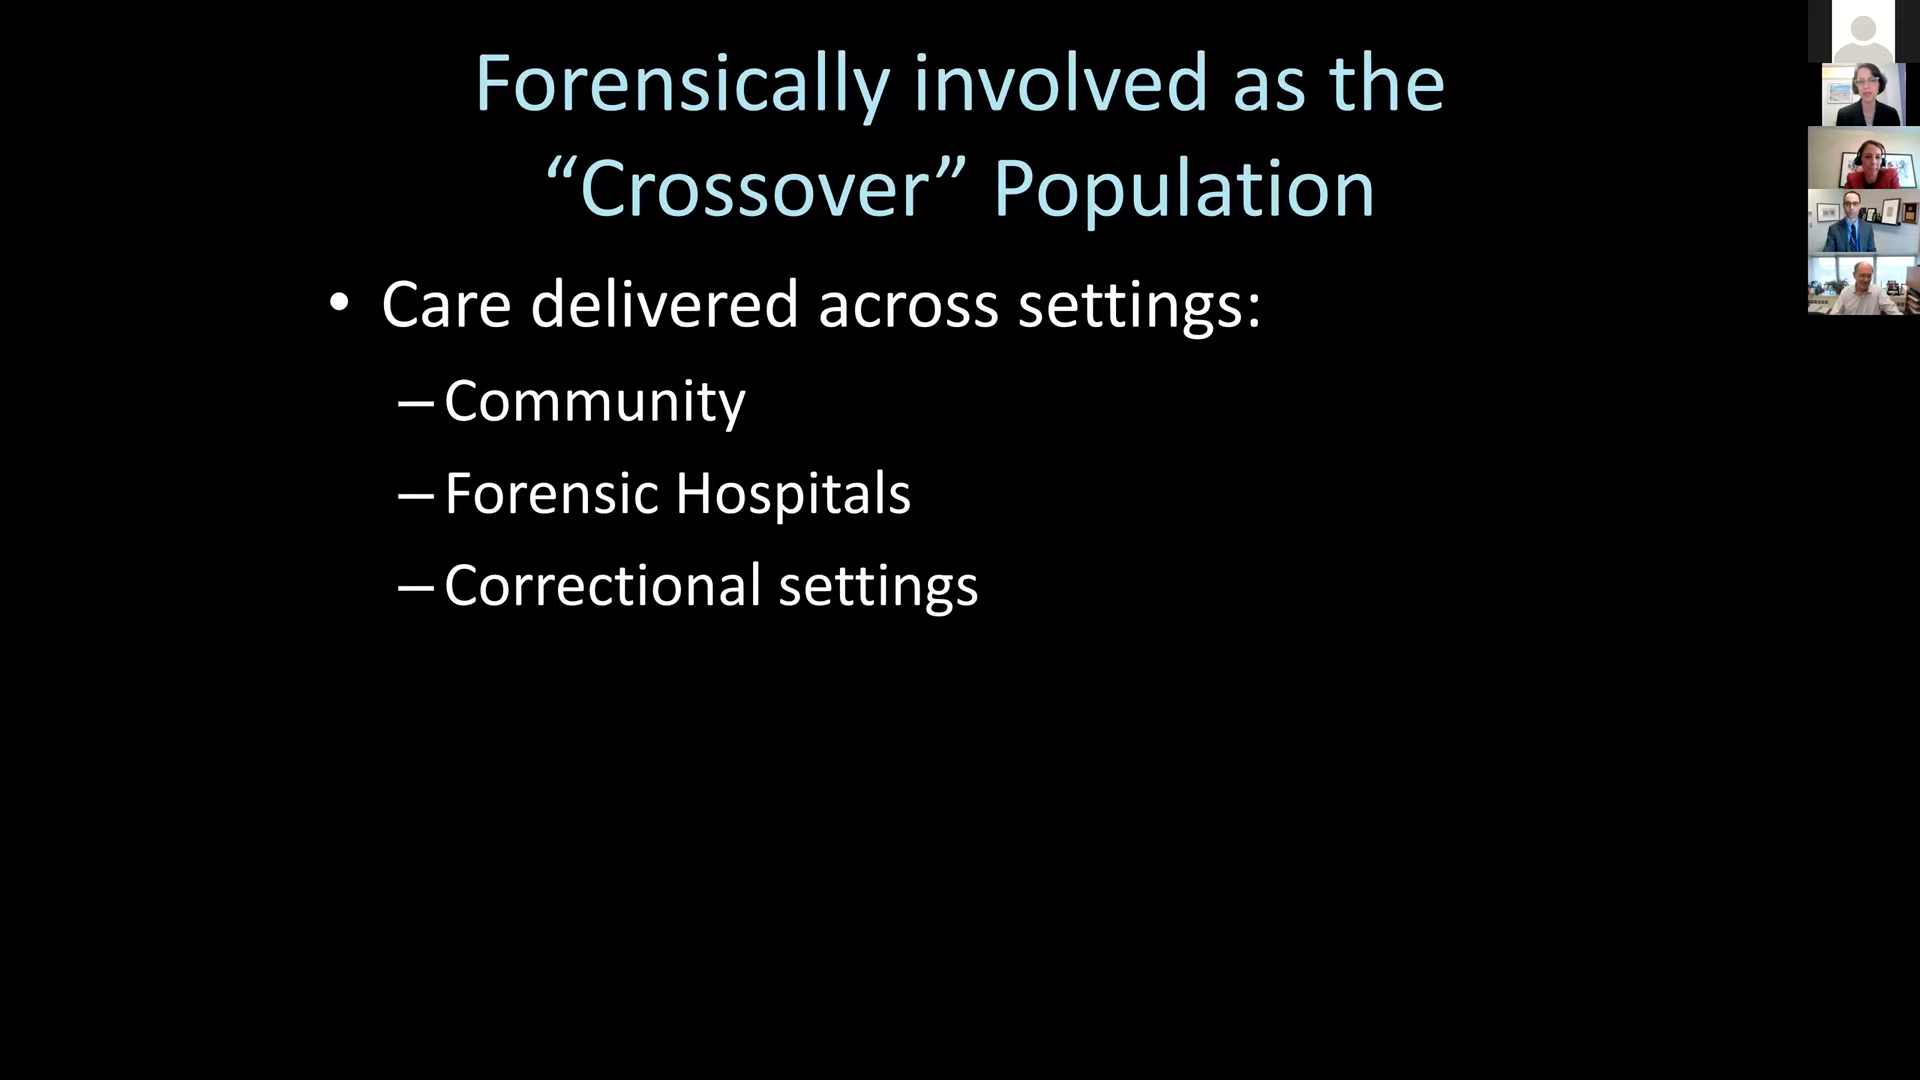 Forensically involved as the
“Crossover” Population
• Care delivered across settings:
– Community
– Forensic Hospitals
– Correctional settings